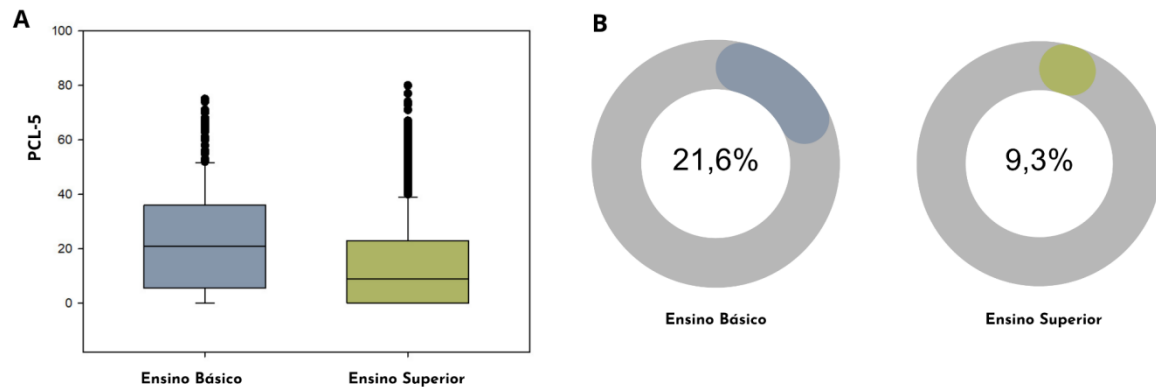 A
PCL-5
100
80
60
40
20
0
Ensino Básico
Ensino Superior
B
21,6%
9,3%
Ensino Básico
Ensino Superior